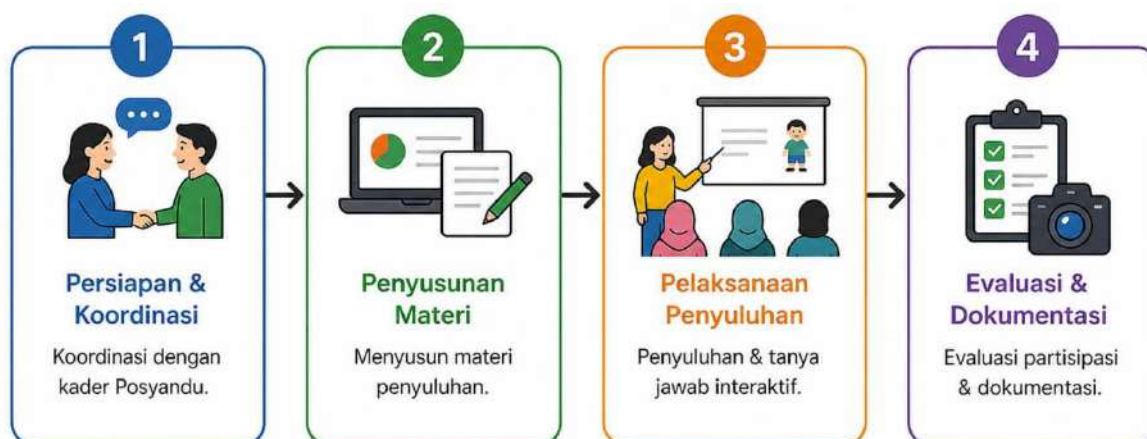 1
Persiapan &
Koordinasi
Koordinasi dengan
kader Posyandu.
2
Penyusunan
Materi
Menyusun materi
penyuluhan.
3
Pelaksanaan
Penyuluhan
Penyuluhan & tanya
jawab interaktif.
4
Evaluasi &
Dokumentasi
Evaluasi partisipasi
& dokumentasi.